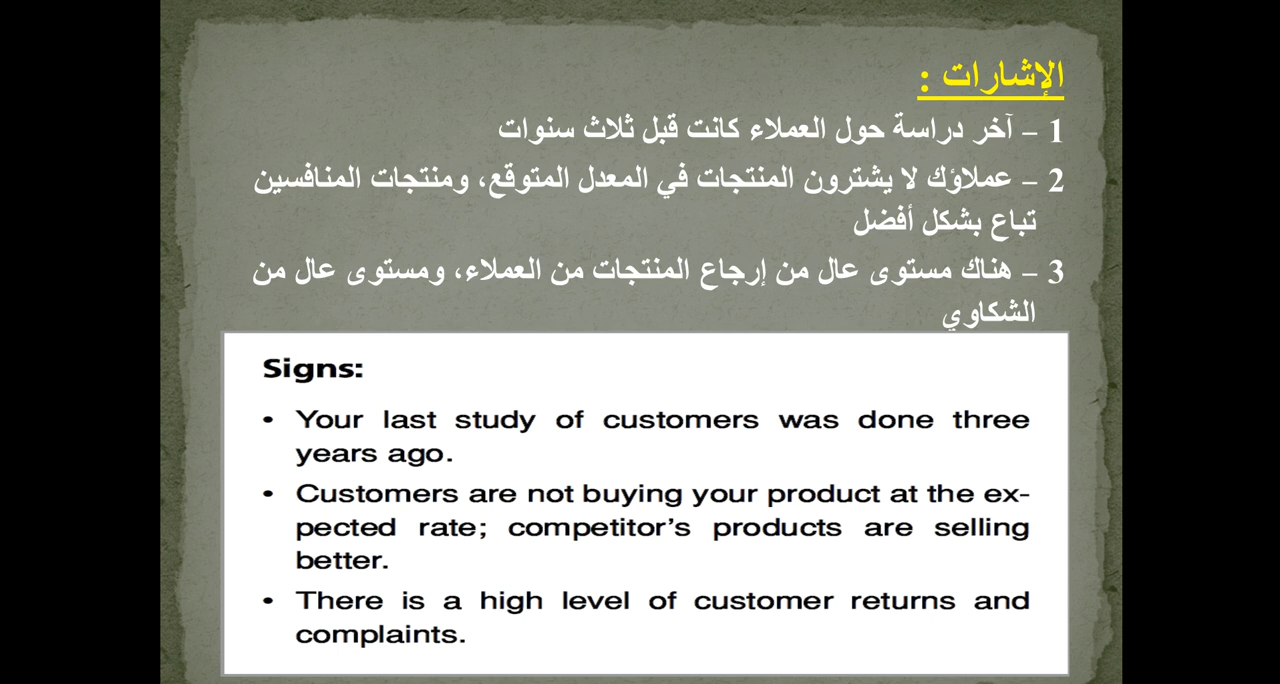 الإشارات :
1 – آخر دراسة حول العملاء كانت قبل ثلاث سنوات
2 – عملاؤك لا يشترون المنتجات في المعدل المتوقع، ومنتجات المنافسين
تباع بشكل أفضل
3 – هناك مستوى عال من إرجاع المنتجات من العملاء، ومستوى عال من
الشكاوي
Signs:
• Your last study of customers was done three
years ago.
• Customers are not buying your product at the ex-
pected rate; competitor's products are selling
better.
• There is a high level of customer returns and
complaints.